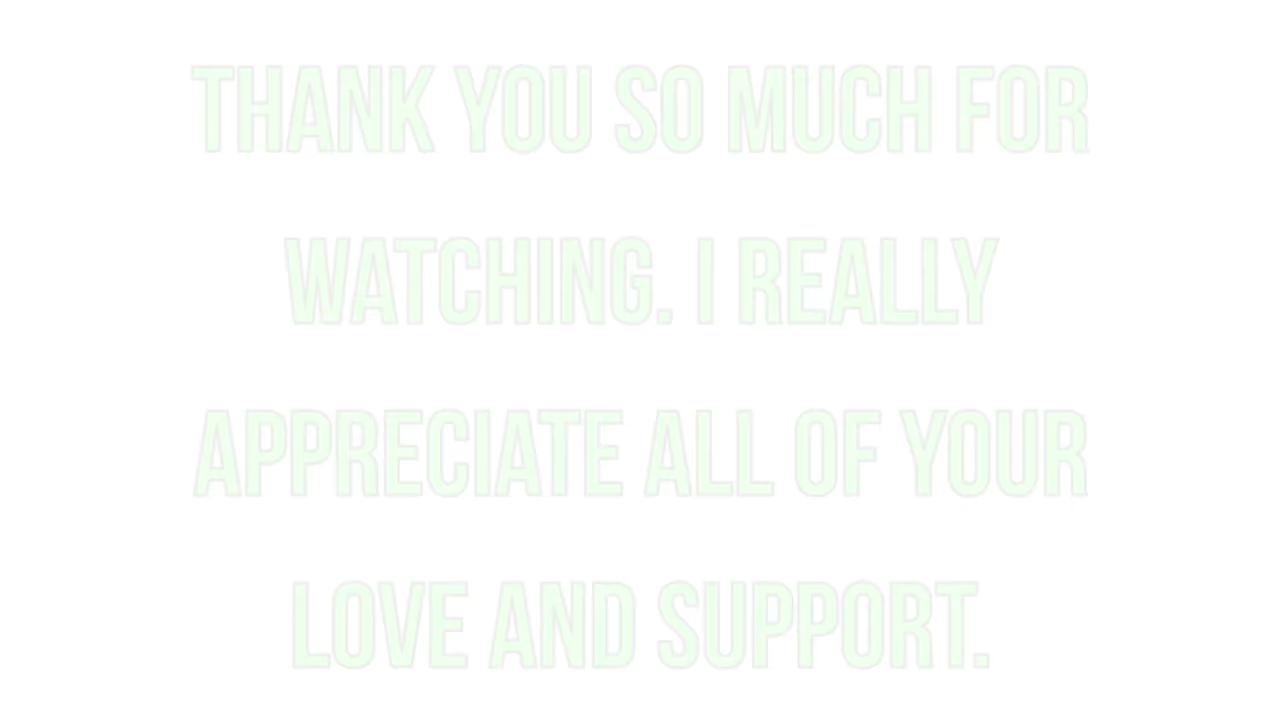 THANK YOU SO MUCH FOR
WATCHING. I REALLY
APPRECIATE ALL OF YOUR
LOVE AND SUPPORT.